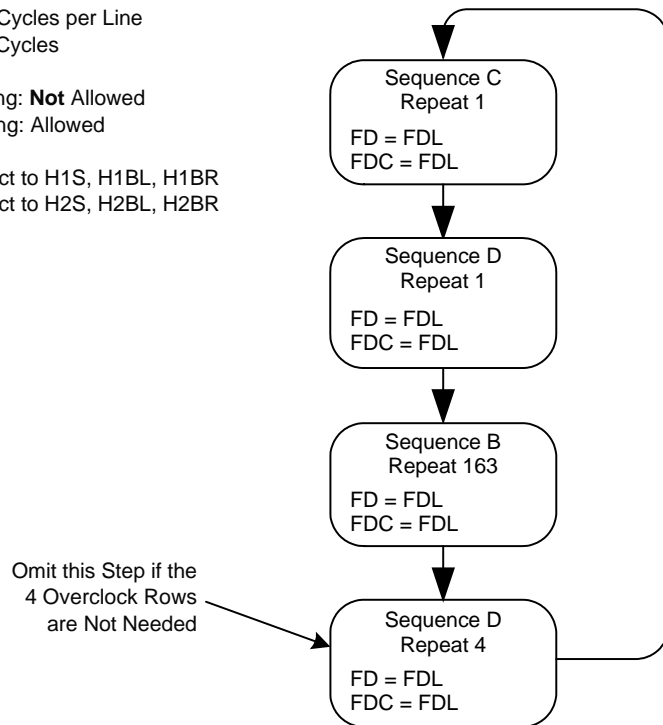 Cycles per Line
Cycles
ng: Not Allowed
ng: Allowed
ct to H1S, H1BL, H1BR
ct to H2S, H2BL, H2BR
Sequence C
Repeat 1
FD = FDL
FDC = FDL
Sequence D
Repeat 1
FD = FDL
FDC = FDL
Sequence B
Repeat 163
FD = FDL
FDC = FDL
Omit this Step if the
4 Overclock Rows
are Not Needed
Sequence D
Repeat 4
FD = FDL
FDC = FDL